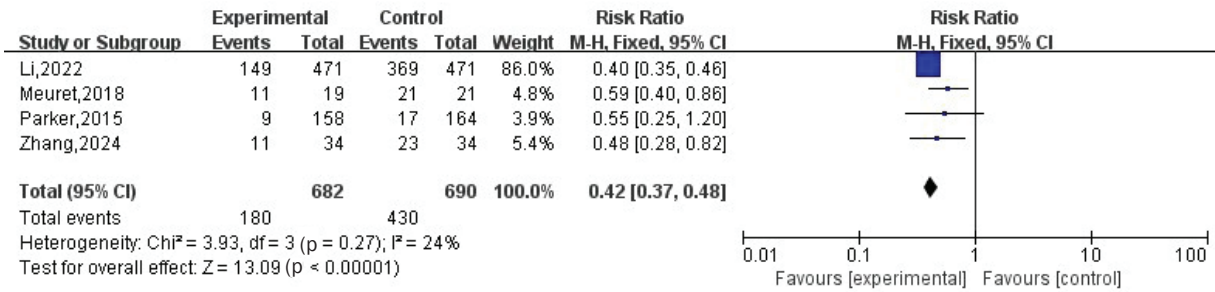 Experimental Control Risk Ratio Risk Ratio
Study or Subgroup Events Total Events Total Weight M-H, Fixed, 95% CI M-H, Fixed, 95% CI
Li,2022 149 471 369 471 86.0% 0.40 [0.35, 0.46]
Meuret,2018 11 19 21 21 4.8% 0.59 [0.40, 0.86]
Parker,2015 9 158 17 164 3.9% 0.55 [0.25, 1.20]
Zhang,2024 11 34 23 34 5.4% 0.48 [0.28, 0.82]
Total (95% CI) 682 690 100.0% 0.42 [0.37, 0.48]
Total events 180 430
Heterogeneity: Chi² = 3.93, df = 3 (p = 0.27); I² = 24%
Test for overall effect: Z = 13.09 (p < 0.00001)
0.01 0.1 1 10 100
Favours [experimental] Favours [control]